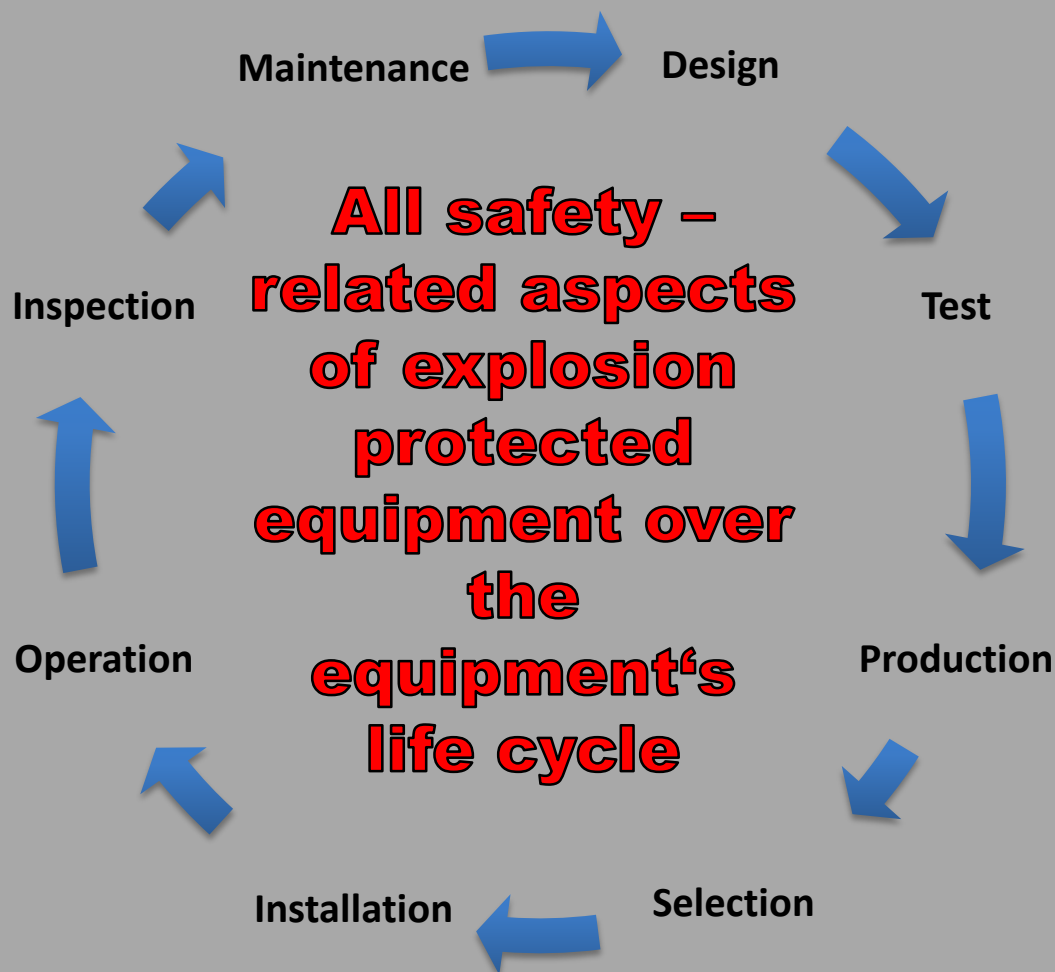 Maintenance
Design
All safety –
related aspects
of explosion
protected
equipment over
the
equipment‘s
life cycle
Inspection
Test
Operation
Production
Installation
Selection